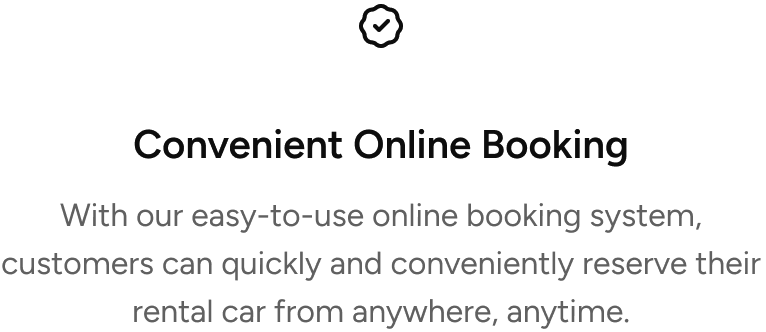 Convenient Online Booking
With our easy-to-use online booking system,
customers can quickly and conveniently reserve their
rental car from anywhere, anytime.